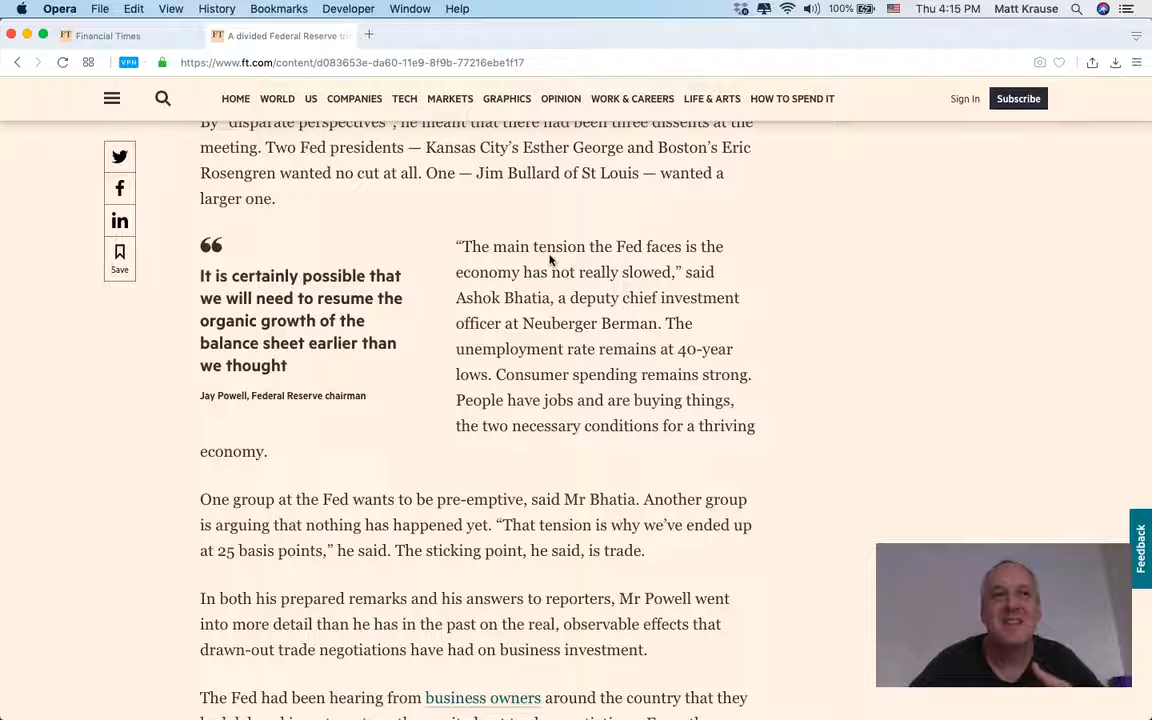 Opera File Edit View History Bookmarks Developer Window Help 100% Thu 4:15 PM Matt Krause
FT Financial Times FT A divided Federal Reserve
VPN https://www.ft.com/content/d083653e-da60-11e9-8f9b-77216ebe1f17
HOME WORLD US COMPANIES TECH MARKETS GRAPHICS OPINION WORK & CAREERS LIFE & ARTS HOW TO SPEND IT Sign In Subscribe
By “disparate perspectives”, he meant that there had been three dissents at the
meeting. Two Fed presidents — Kansas City’s Esther George and Boston’s Eric
Rosengren wanted no cut at all. One — Jim Bullard of St Louis — wanted a
larger one.
Save
“
It is certainly possible that
we will need to resume the
organic growth of the
balance sheet earlier than
we thought
Jay Powell, Federal Reserve chairman
“The main tension the Fed faces is the
economy has not really slowed,” said
Ashok Bhatia, a deputy chief investment
officer at Neuberger Berman. The
unemployment rate remains at 40-year
lows. Consumer spending remains strong.
People have jobs and are buying things,
the two necessary conditions for a thriving
economy.
One group at the Fed wants to be pre-emptive, said Mr Bhatia. Another group
is arguing that nothing has happened yet. “That tension is why we’ve ended up
at 25 basis points,” he said. The sticking point, he said, is trade.
In both his prepared remarks and his answers to reporters, Mr Powell went
into more detail than he has in the past on the real, observable effects that
drawn-out trade negotiations have had on business investment.
The Fed had been hearing from business owners around the country that they
Feedback